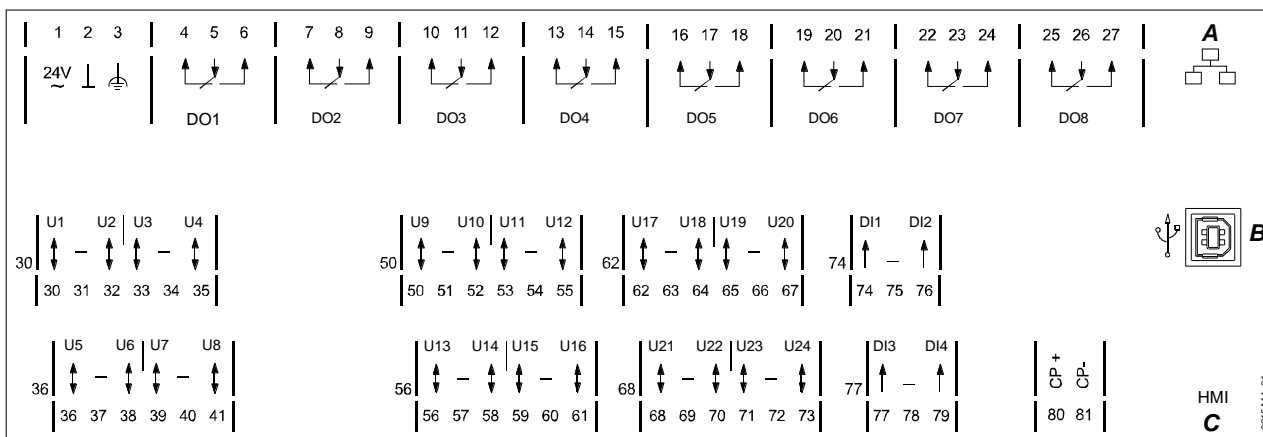 1 2 3 4 5 6 7 8 9 10 11 12 13 14 15 16 17 18 19 20 21 22 23 24 25 26 27 A
24V
~
DO1 DO2 DO3 DO4 DO5 DO6 DO7 DO8
U1 U2 U3 U4 U9 U10 U11 U12 U17 U18 U19 U20 DI1 DI2
B
30 50 62 74
30 31 32 33 34 35 50 51 52 53 54 55 62 63 64 65 66 67 74 75 76
U5 U6 U7 U8 U13 U14 U15 U16 U21 U22 U23 U24 DI3 DI4
CP + CP-
36 56 68 77
HMI
36 37 38 39 40 41 56 57 58 59 60 61 68 69 70 71 72 73 77 78 79 80 81
C